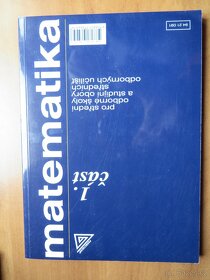 matematika
pro střední
odborné školy
a studijní obory
středních
odborných učilišť
1.
část